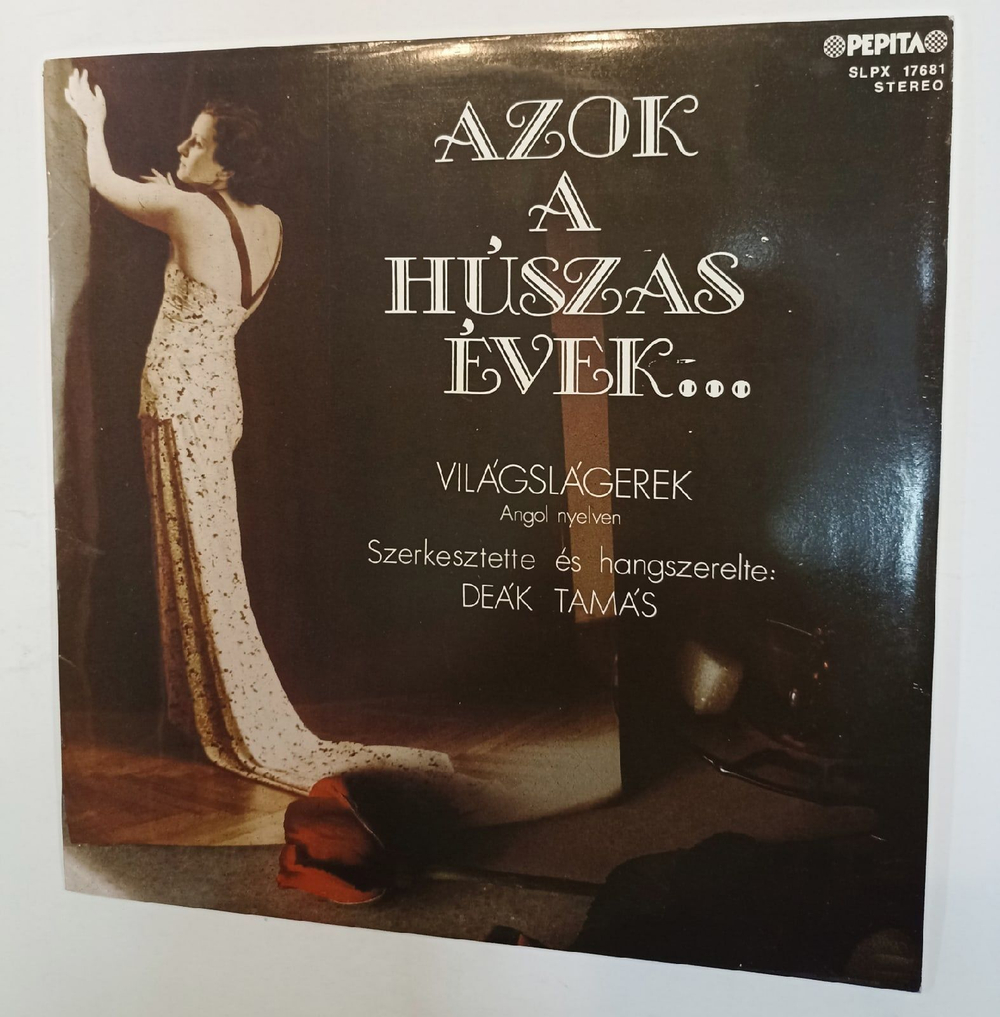 PEPITA
SLPX 17681
STEREO
AZOK
A
HÚSZAS
ÉVEK...
VILÁGSLÁGEREK
Angol nyelven
Szerkesztette és hangszerelte:
DEÁK TAMÁS